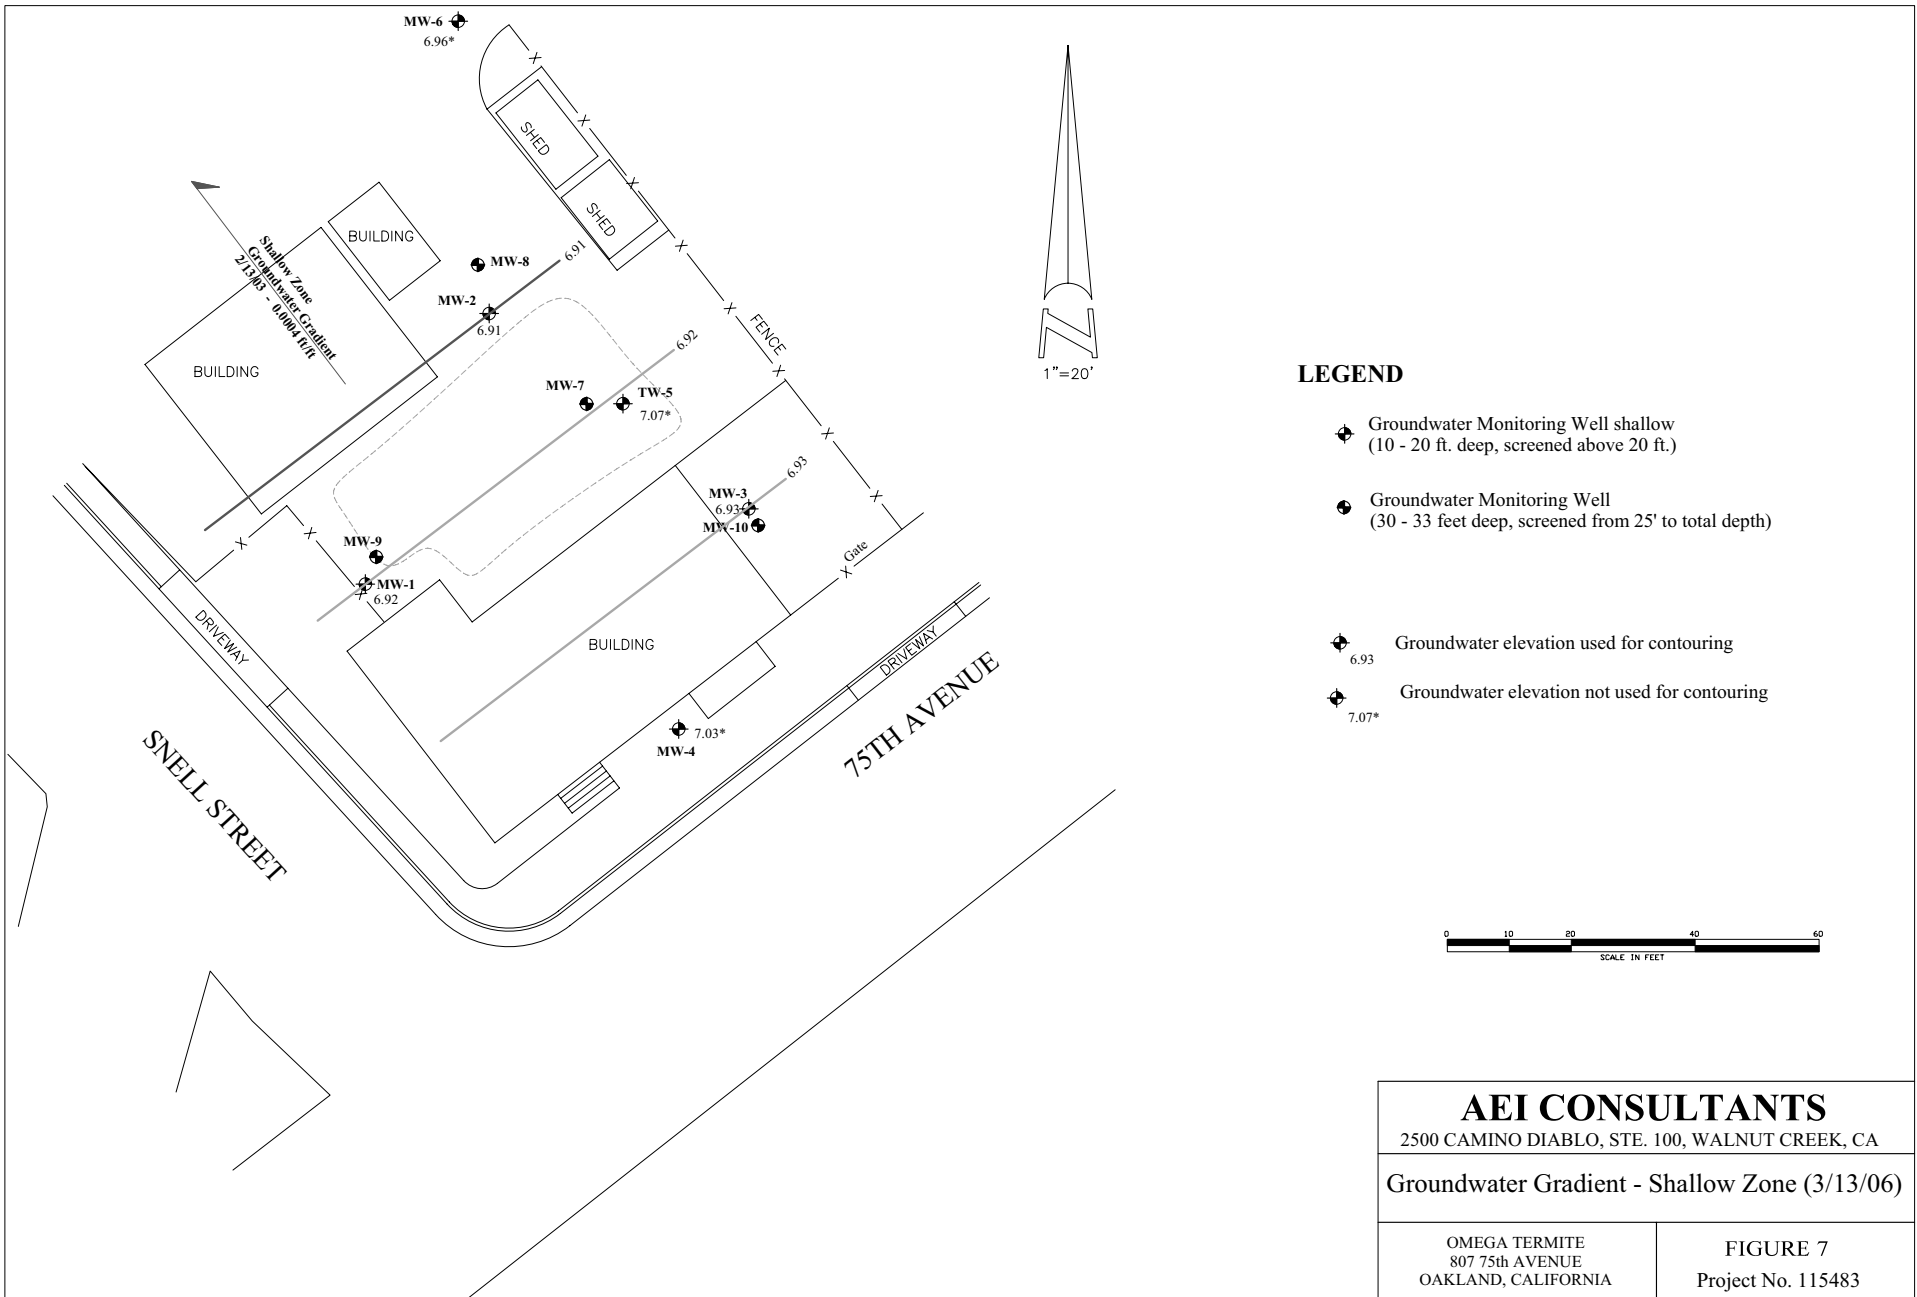 MW-6
6.96*
X
X
SHED
X
SHED
X
X
FENCE
X
X
X
X
Shallow Zone
Groundwater Gradient
2/13/03 - 0.0004 ft/ft
BUILDING
BUILDING
MW-8
MW-2
6.91
6.91
6.92
MW-7
TW-5
7.07*
6.93
MW-3
6.93
MW-10
X
X
MW-9
MW-1
X
6.92
Gate
X
DRIVEWAY
BUILDING
DRIVEWAY
7.03*
MW-4
SNELL STREET
75TH AVENUE
N
1"=20'
LEGEND
Groundwater Monitoring Well shallow
(10 - 20 ft. deep, screened above 20 ft.)
Groundwater Monitoring Well
(30 - 33 feet deep, screened from 25' to total depth)
Groundwater elevation used for contouring
6.93
Groundwater elevation not used for contouring
7.07*
0 10 20 40 60
SCALE IN FEET
AEI CONSULTANTS
2500 CAMINO DIABLO, STE. 100, WALNUT CREEK, CA
Groundwater Gradient - Shallow Zone (3/13/06)
OMEGA TERMITE
807 75th AVENUE
OAKLAND, CALIFORNIA
FIGURE 7
Project No. 115483